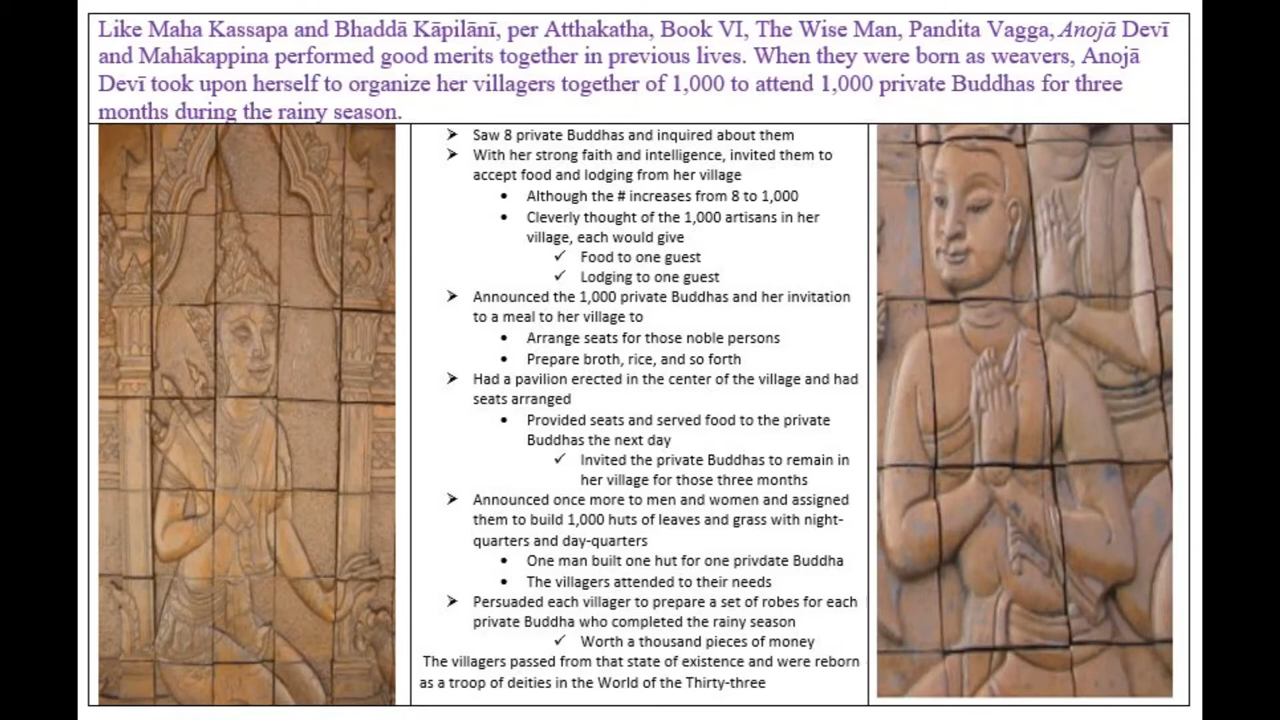 Like Maha Kassapa and Bhaddā Kāpilānī, per Atthakatha, Book VI, The Wise Man, Pandita Vagga, Anojā Devī
and Mahākappina performed good merits together in previous lives. When they were born as weavers, Anojā
Devī took upon herself to organize her villagers together of 1,000 to attend 1,000 private Buddhas for three
months during the rainy season.
➤ Saw 8 private Buddhas and inquired about them
➤ With her strong faith and intelligence, invited them to
accept food and lodging from her village
• Although the # increases from 8 to 1,000
• Cleverly thought of the 1,000 artisans in her
village, each would give
✓ Food to one guest
✓ Lodging to one guest
➤ Announced the 1,000 private Buddhas and her invitation
to a meal to her village to
• Arrange seats for those noble persons
• Prepare broth, rice, and so forth
➤ Had a pavilion erected in the center of the village and had
seats arranged
• Provided seats and served food to the private
Buddhas the next day
✓ Invited the private Buddhas to remain in
her village for those three months
➤ Announced once more to men and women and assigned
them to build 1,000 huts of leaves and grass with night-
quarters and day-quarters
• One man built one hut for one privdate Buddha
• The villagers attended to their needs
➤ Persuaded each villager to prepare a set of robes for each
private Buddha who completed the rainy season
✓ Worth a thousand pieces of money
The villagers passed from that state of existence and were reborn
as a troop of deities in the World of the Thirty-three